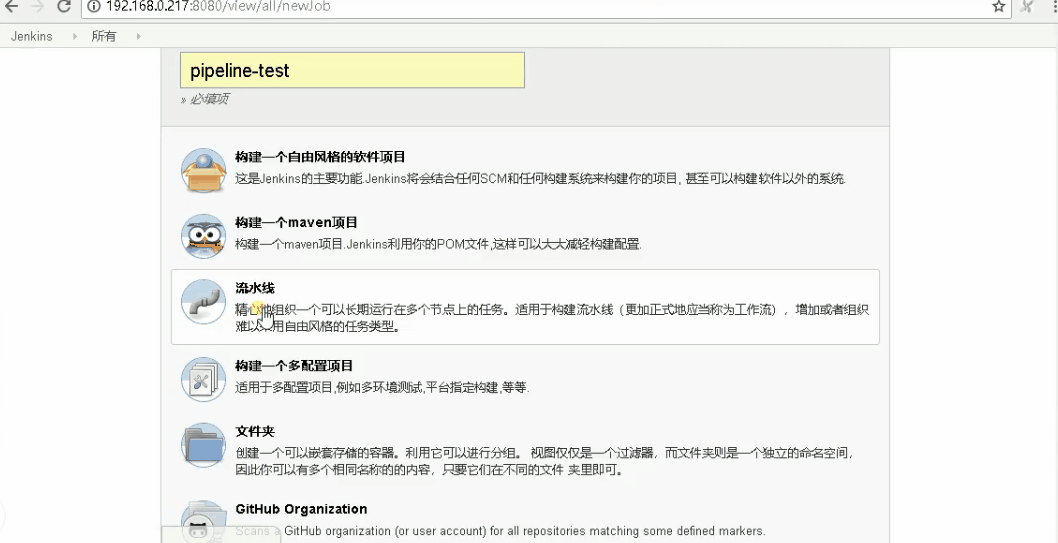 192.168.0.217:8080/view/all/newJob
Jenkins 所有
pipeline-test
» 必填项
构建一个自由风格的软件项目
这是Jenkins的主要功能.Jenkins将会结合任何SCM和任何构建系统来构建你的项目, 甚至可以构建软件以外的系统.
构建一个maven项目
构建一个maven项目.Jenkins利用你的POM文件,这样可以大大减轻构建配置.
流水线
精心地组织一个可以长期运行在多个节点上的任务。适用于构建流水线（更加正式地应当称为工作流），增加或者组织
难以采用自由风格的任务类型。
构建一个多配置项目
适用于多配置项目,例如多环境测试,平台指定构建,等等.
文件夹
创建一个可以嵌套存储的容器。利用它可以进行分组。 视图仅仅是一个过滤器，而文件夹则是一个独立的命名空间，
因此你可以有多个相同名称的的内容，只要它们在不同的文件 夹里即可。
GitHub Organization
Scans a GitHub organization (or user account) for all repositories matching some defined markers.